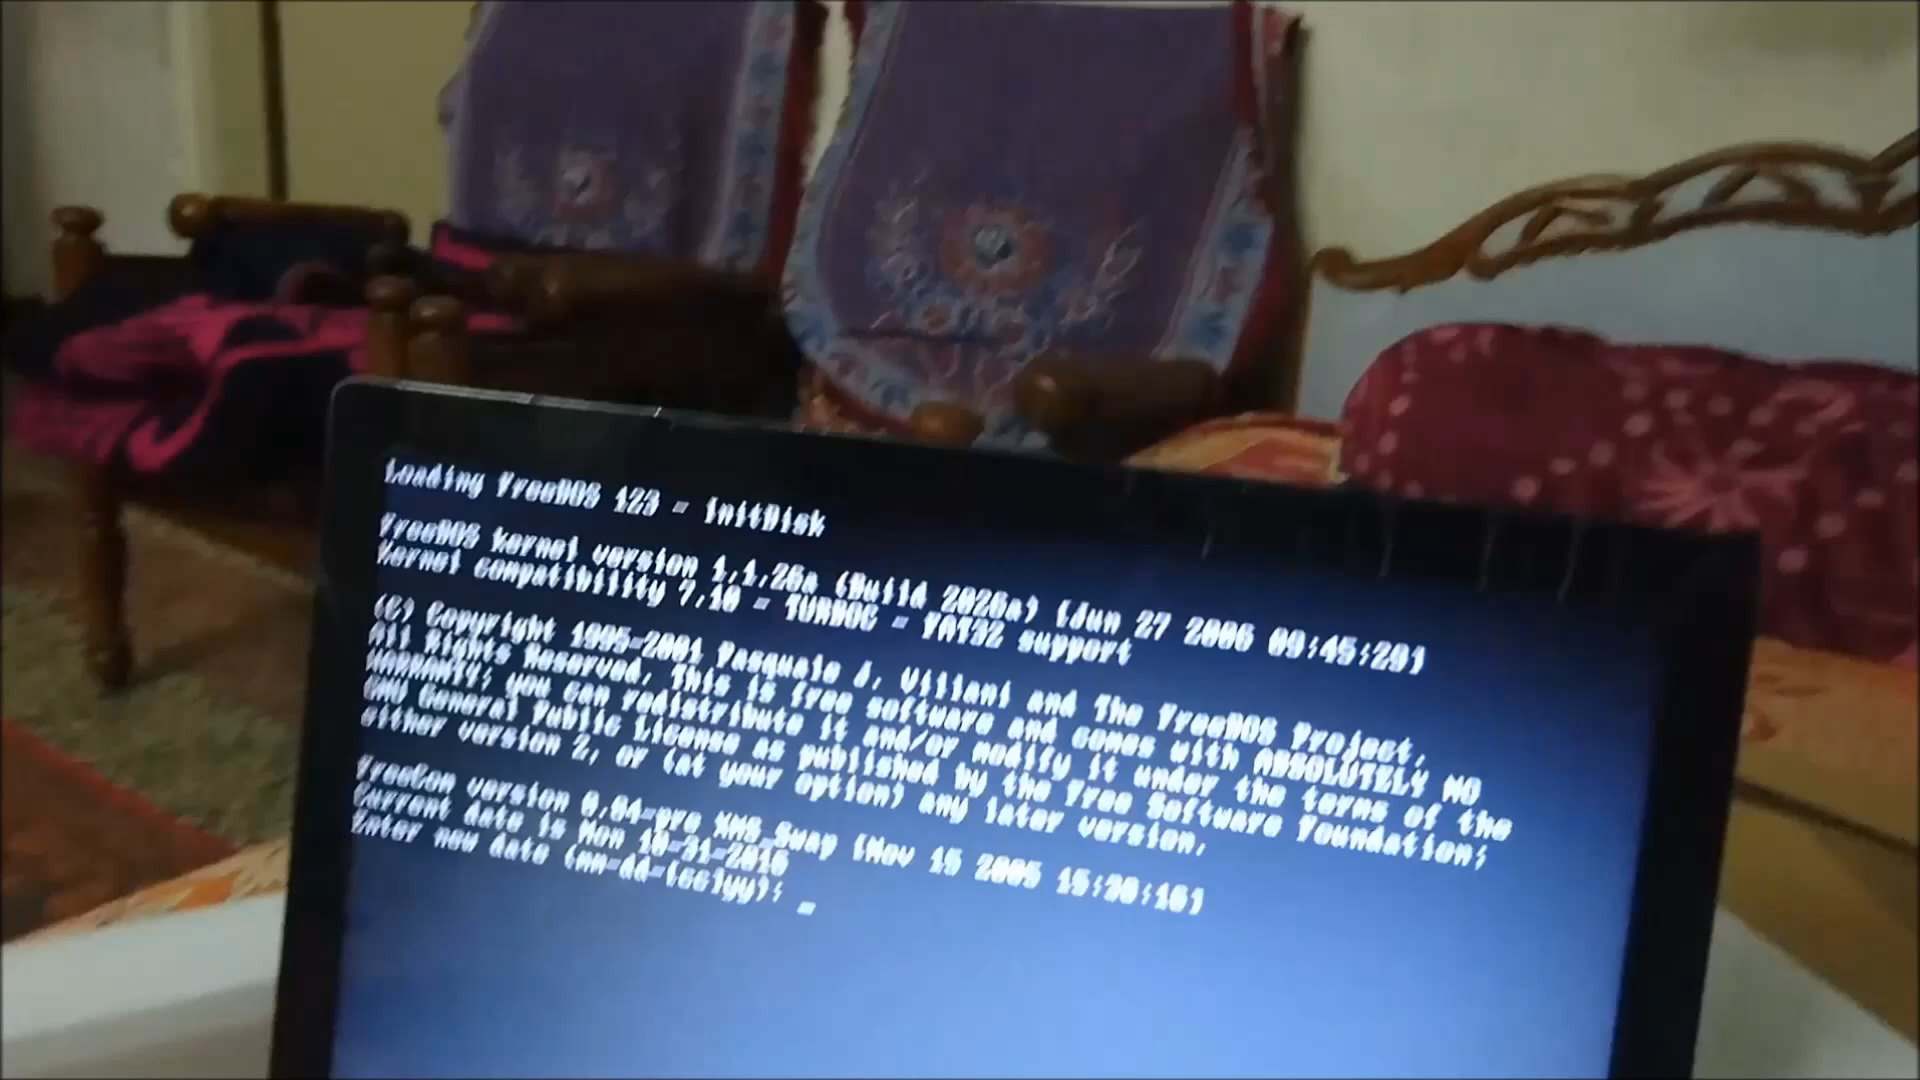 Loading FreeDOS 123 - InitDisk
FreeDOS kernel version 1.1.26a (Build 2026a) [Jun 27 2006 09:45:29]
Kernel compatibility 7.10 - TURBOC - FAT32 support
(C) Copyright 1995-2001 Pasquale J. Villani and The FreeDOS Project.
All Rights Reserved. This is free software and comes with ABSOLUTELY NO
WARRANTY; you can redistribute it and/or modify it under the terms of the
GNU General Public License as published by the Free Software Foundation;
either version 2, or (at your option) any later version.
FreeCom version 0.84-pre XMS_Swap [Nov 15 2005 15:30:16]
Current date is Mon 10-31-2016
Enter new date (mm-dd-[cc]yy): _